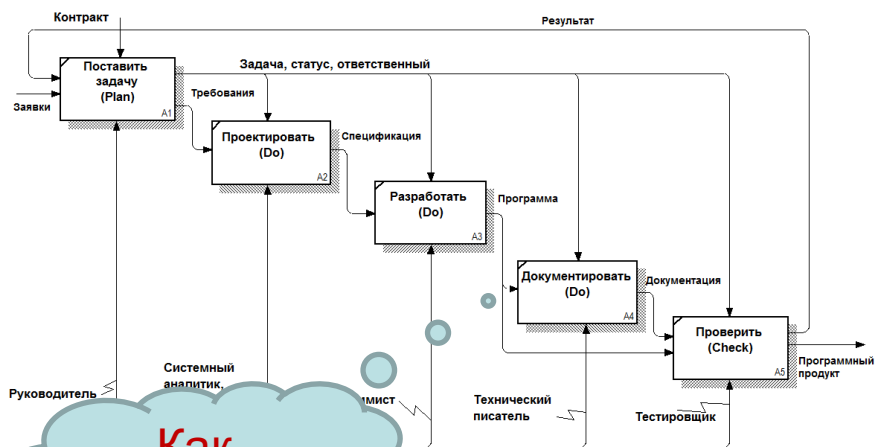 Контракт
Результат
Поставить
задачу
(Plan)
A1
Задача, статус, ответственный
Заявки
Требования
Проектировать
(Do)
A2
Спецификация
Разработать
(Do)
A3
Программа
Документировать
(Do)
A4
Документация
Проверить
(Check)
A5
Программный
продукт
Руководитель
Системный
аналитик,
Технический
писатель
Тестировщик
Как